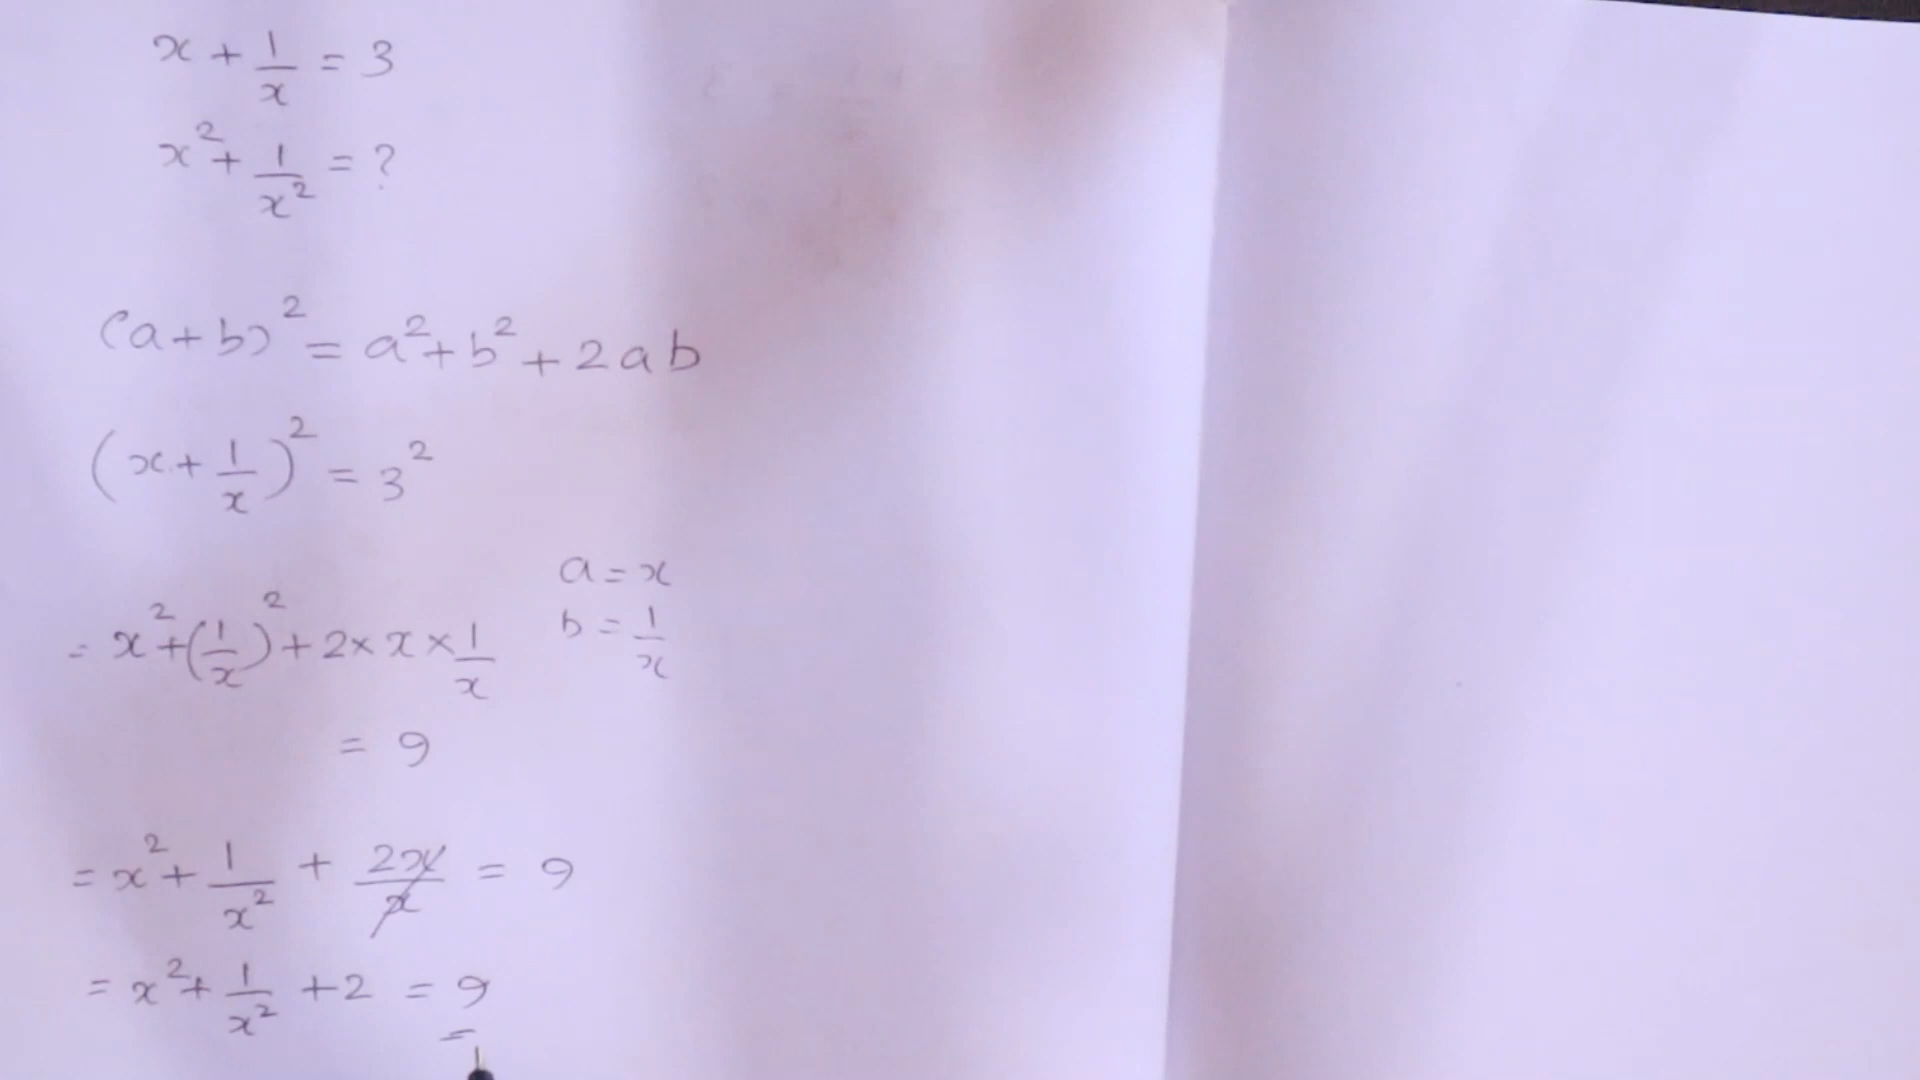 x + 1/x = 3
x² + 1/x² = ?
(a+b)² = a² + b² + 2ab
(x + 1/x)² = 3²
a = x
b = 1/x
= x² + (1/x)² + 2 × x × 1/x
= 9
= x² + 1/x² + 2x/x = 9
= x² + 1/x² + 2 = 9
=